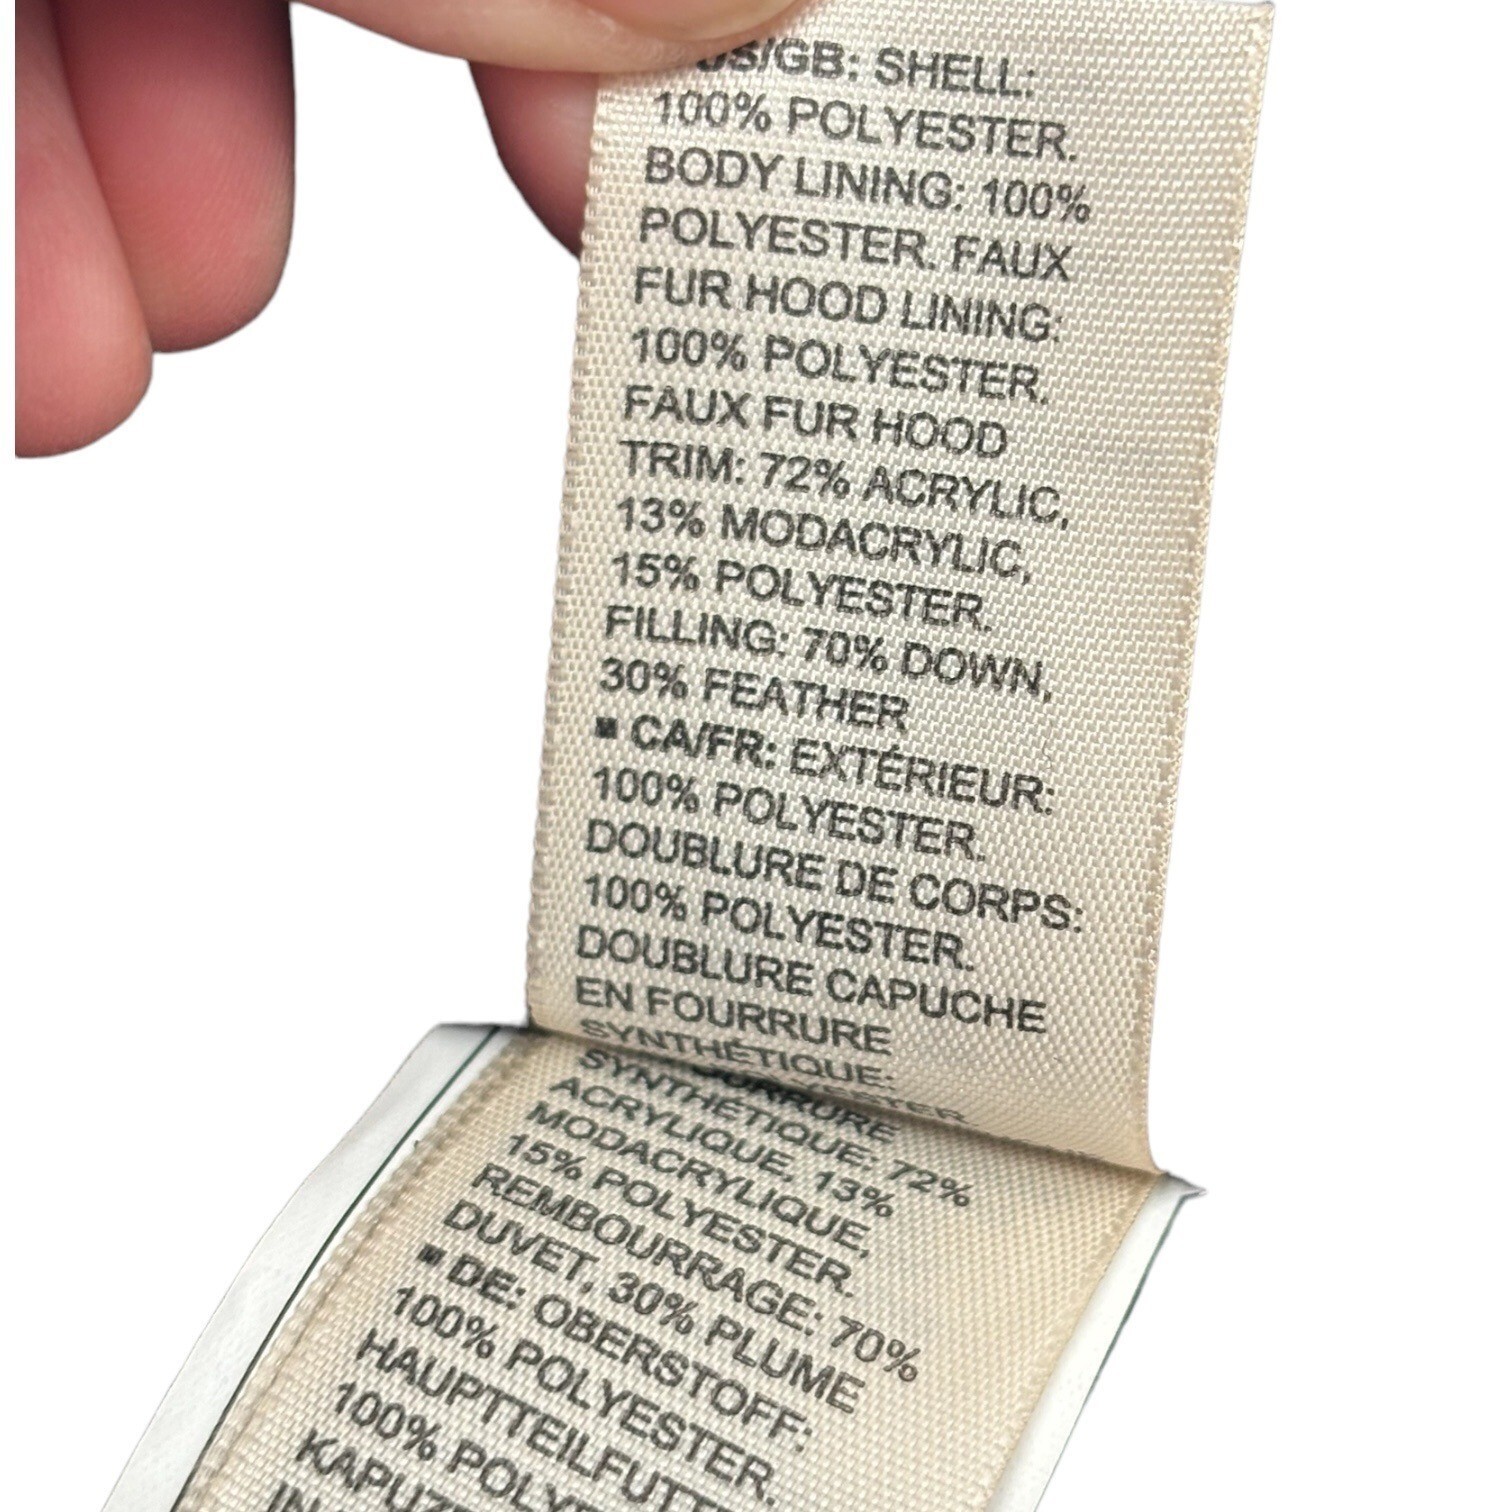 US/GB: SHELL:
100% POLYESTER.
BODY LINING: 100%
POLYESTER. FAUX
FUR HOOD LINING:
100% POLYESTER.
FAUX FUR HOOD
TRIM: 72% ACRYLIC,
13% MODACRYLIC,
15% POLYESTER.
FILLING: 70% DOWN,
30% FEATHER
■ CA/FR: EXTÉRIEUR:
100% POLYESTER.
DOUBLURE DE CORPS:
100% POLYESTER.
DOUBLURE CAPUCHE
EN FOURRURE
SYNTHÉTIQUE:
SYNTHÉTIQUE: 72%
ACRYLIQUE, 13%
MODACRYLIQUE,
15% POLYESTER.
REMBOURRAGE: 70%
DUVET, 30% PLUME
■ DE: OBERSTOFF:
100% POLYESTER.
HAUPTTEILFUTT
100% POLY
KAPUZ